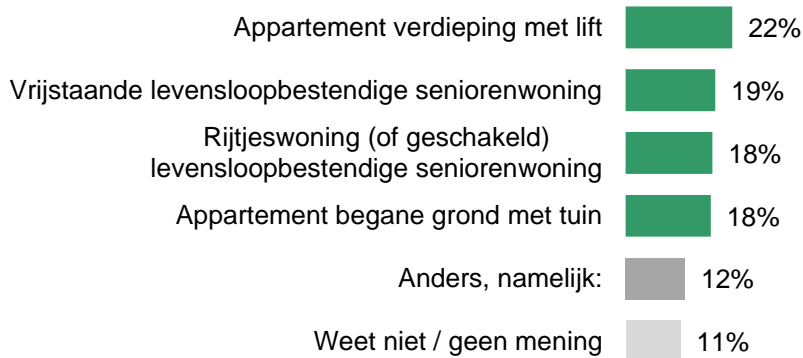 Appartement verdieping met lift 22%
Vrijstaande levensloopbestendige seniorenwoning 19%
Rijtjeswoning (of geschakeld)
levensloopbestendige seniorenwoning 18%
Appartement begane grond met tuin 18%
Anders, namelijk: 12%
Weet niet / geen mening 11%